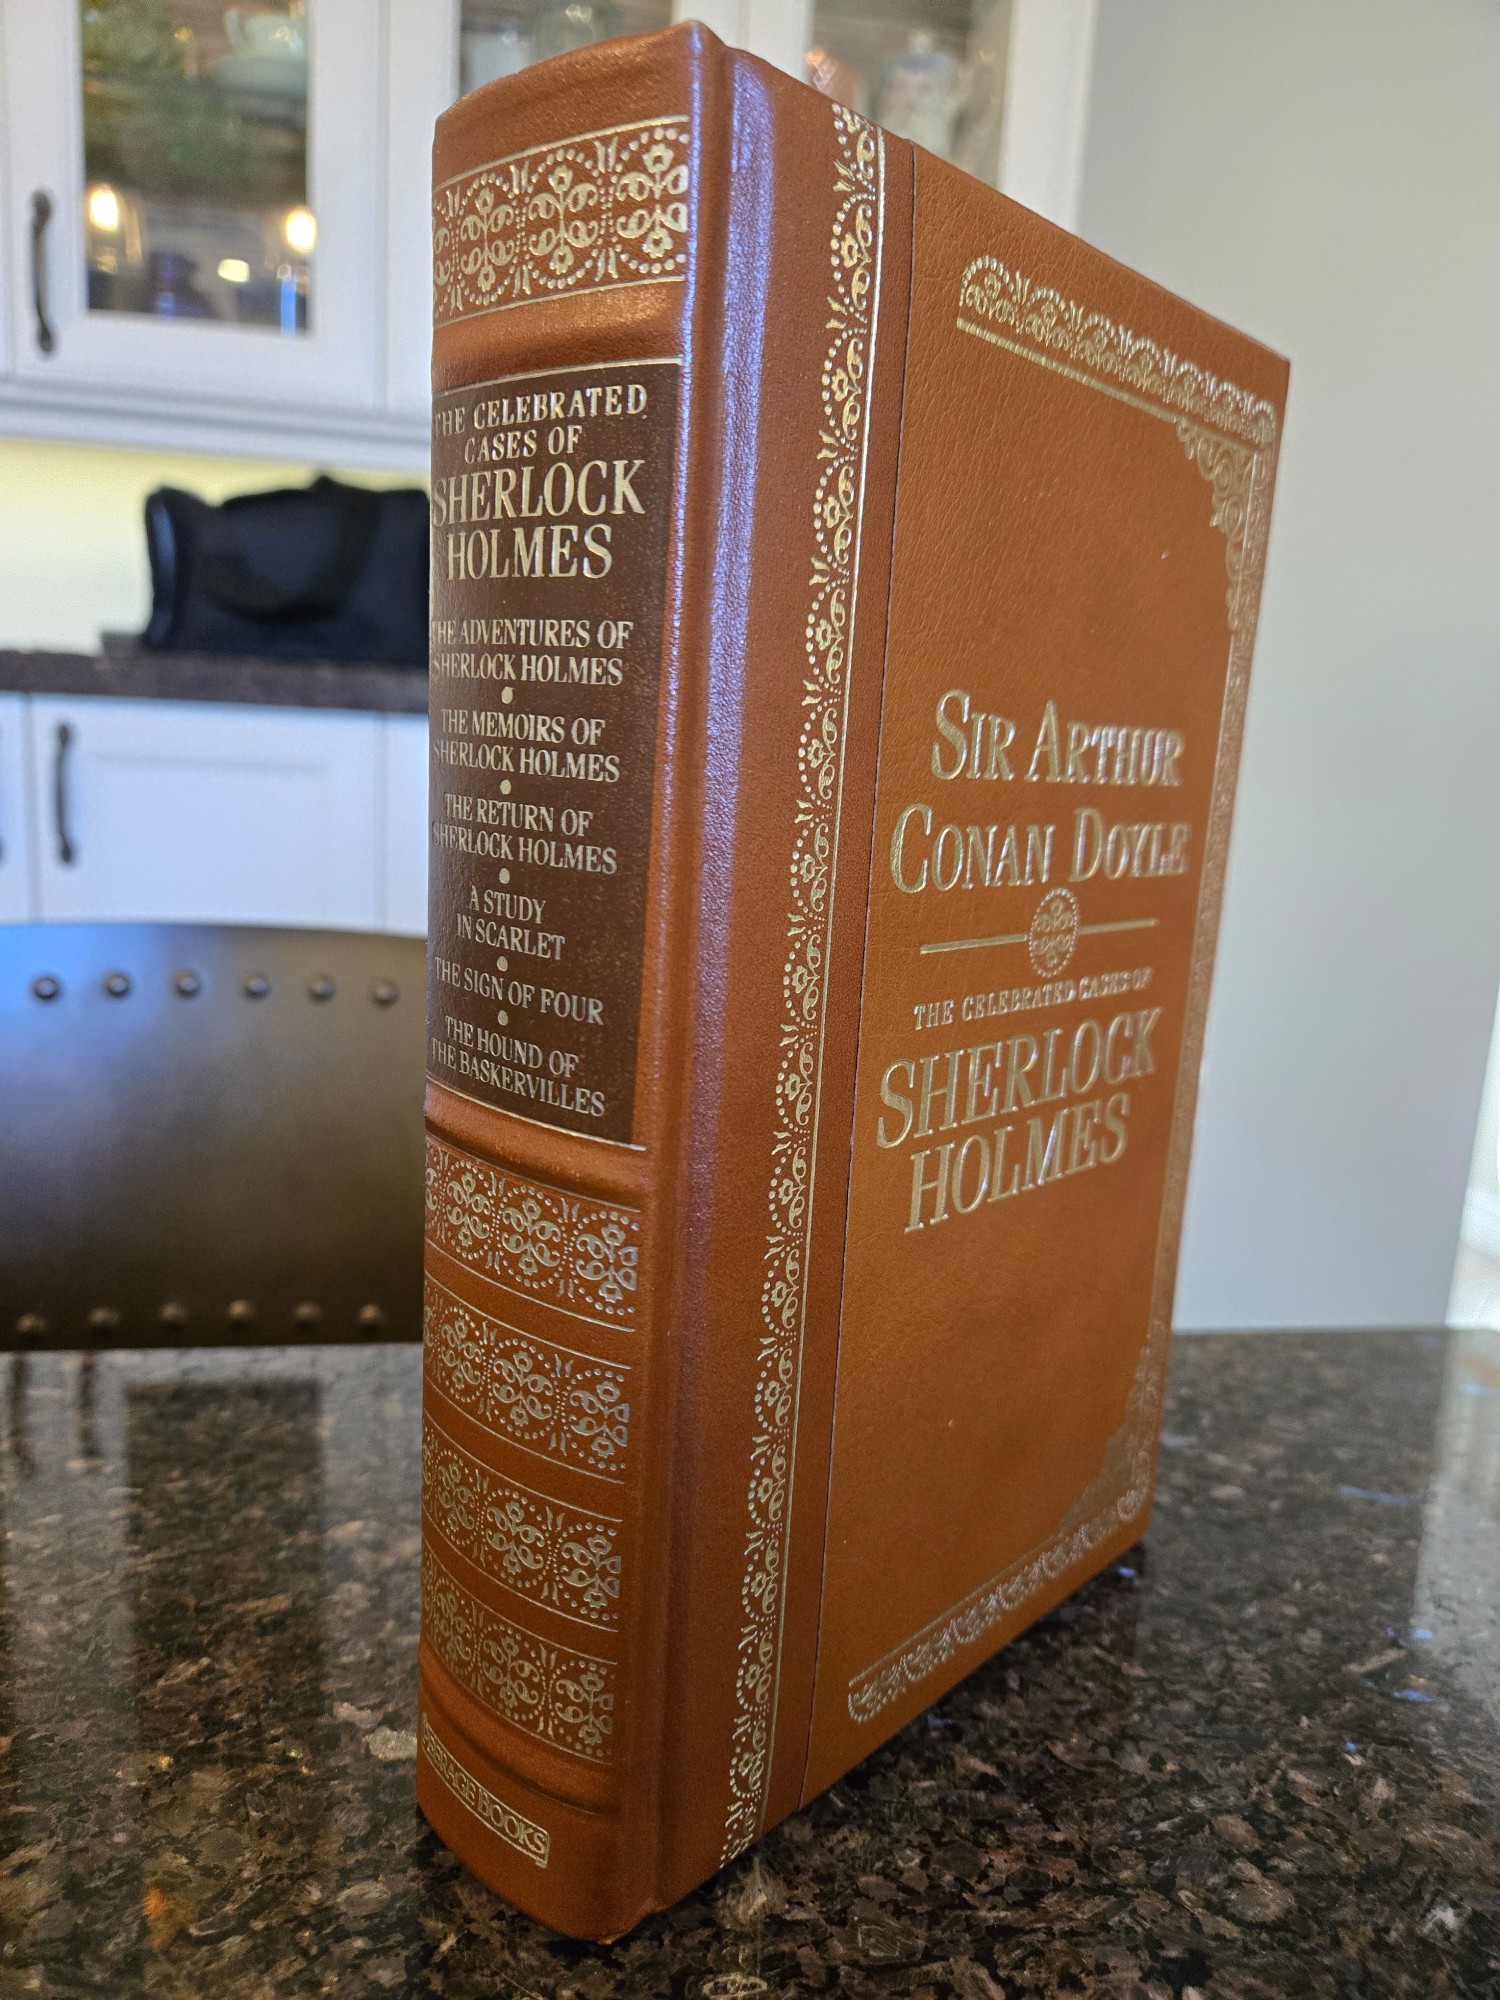 THE CELEBRATED
CASES OF
SHERLOCK
HOLMES
THE ADVENTURES OF
SHERLOCK HOLMES
THE MEMOIRS OF
SHERLOCK HOLMES
THE RETURN OF
SHERLOCK HOLMES
A STUDY
IN SCARLET
THE SIGN OF FOUR
THE HOUND OF
THE BASKERVILLES
BOOKS
SIR ARTHUR
CONAN DOYLE
THE CELEBRATED CASES OF
SHERLOCK
HOLMES